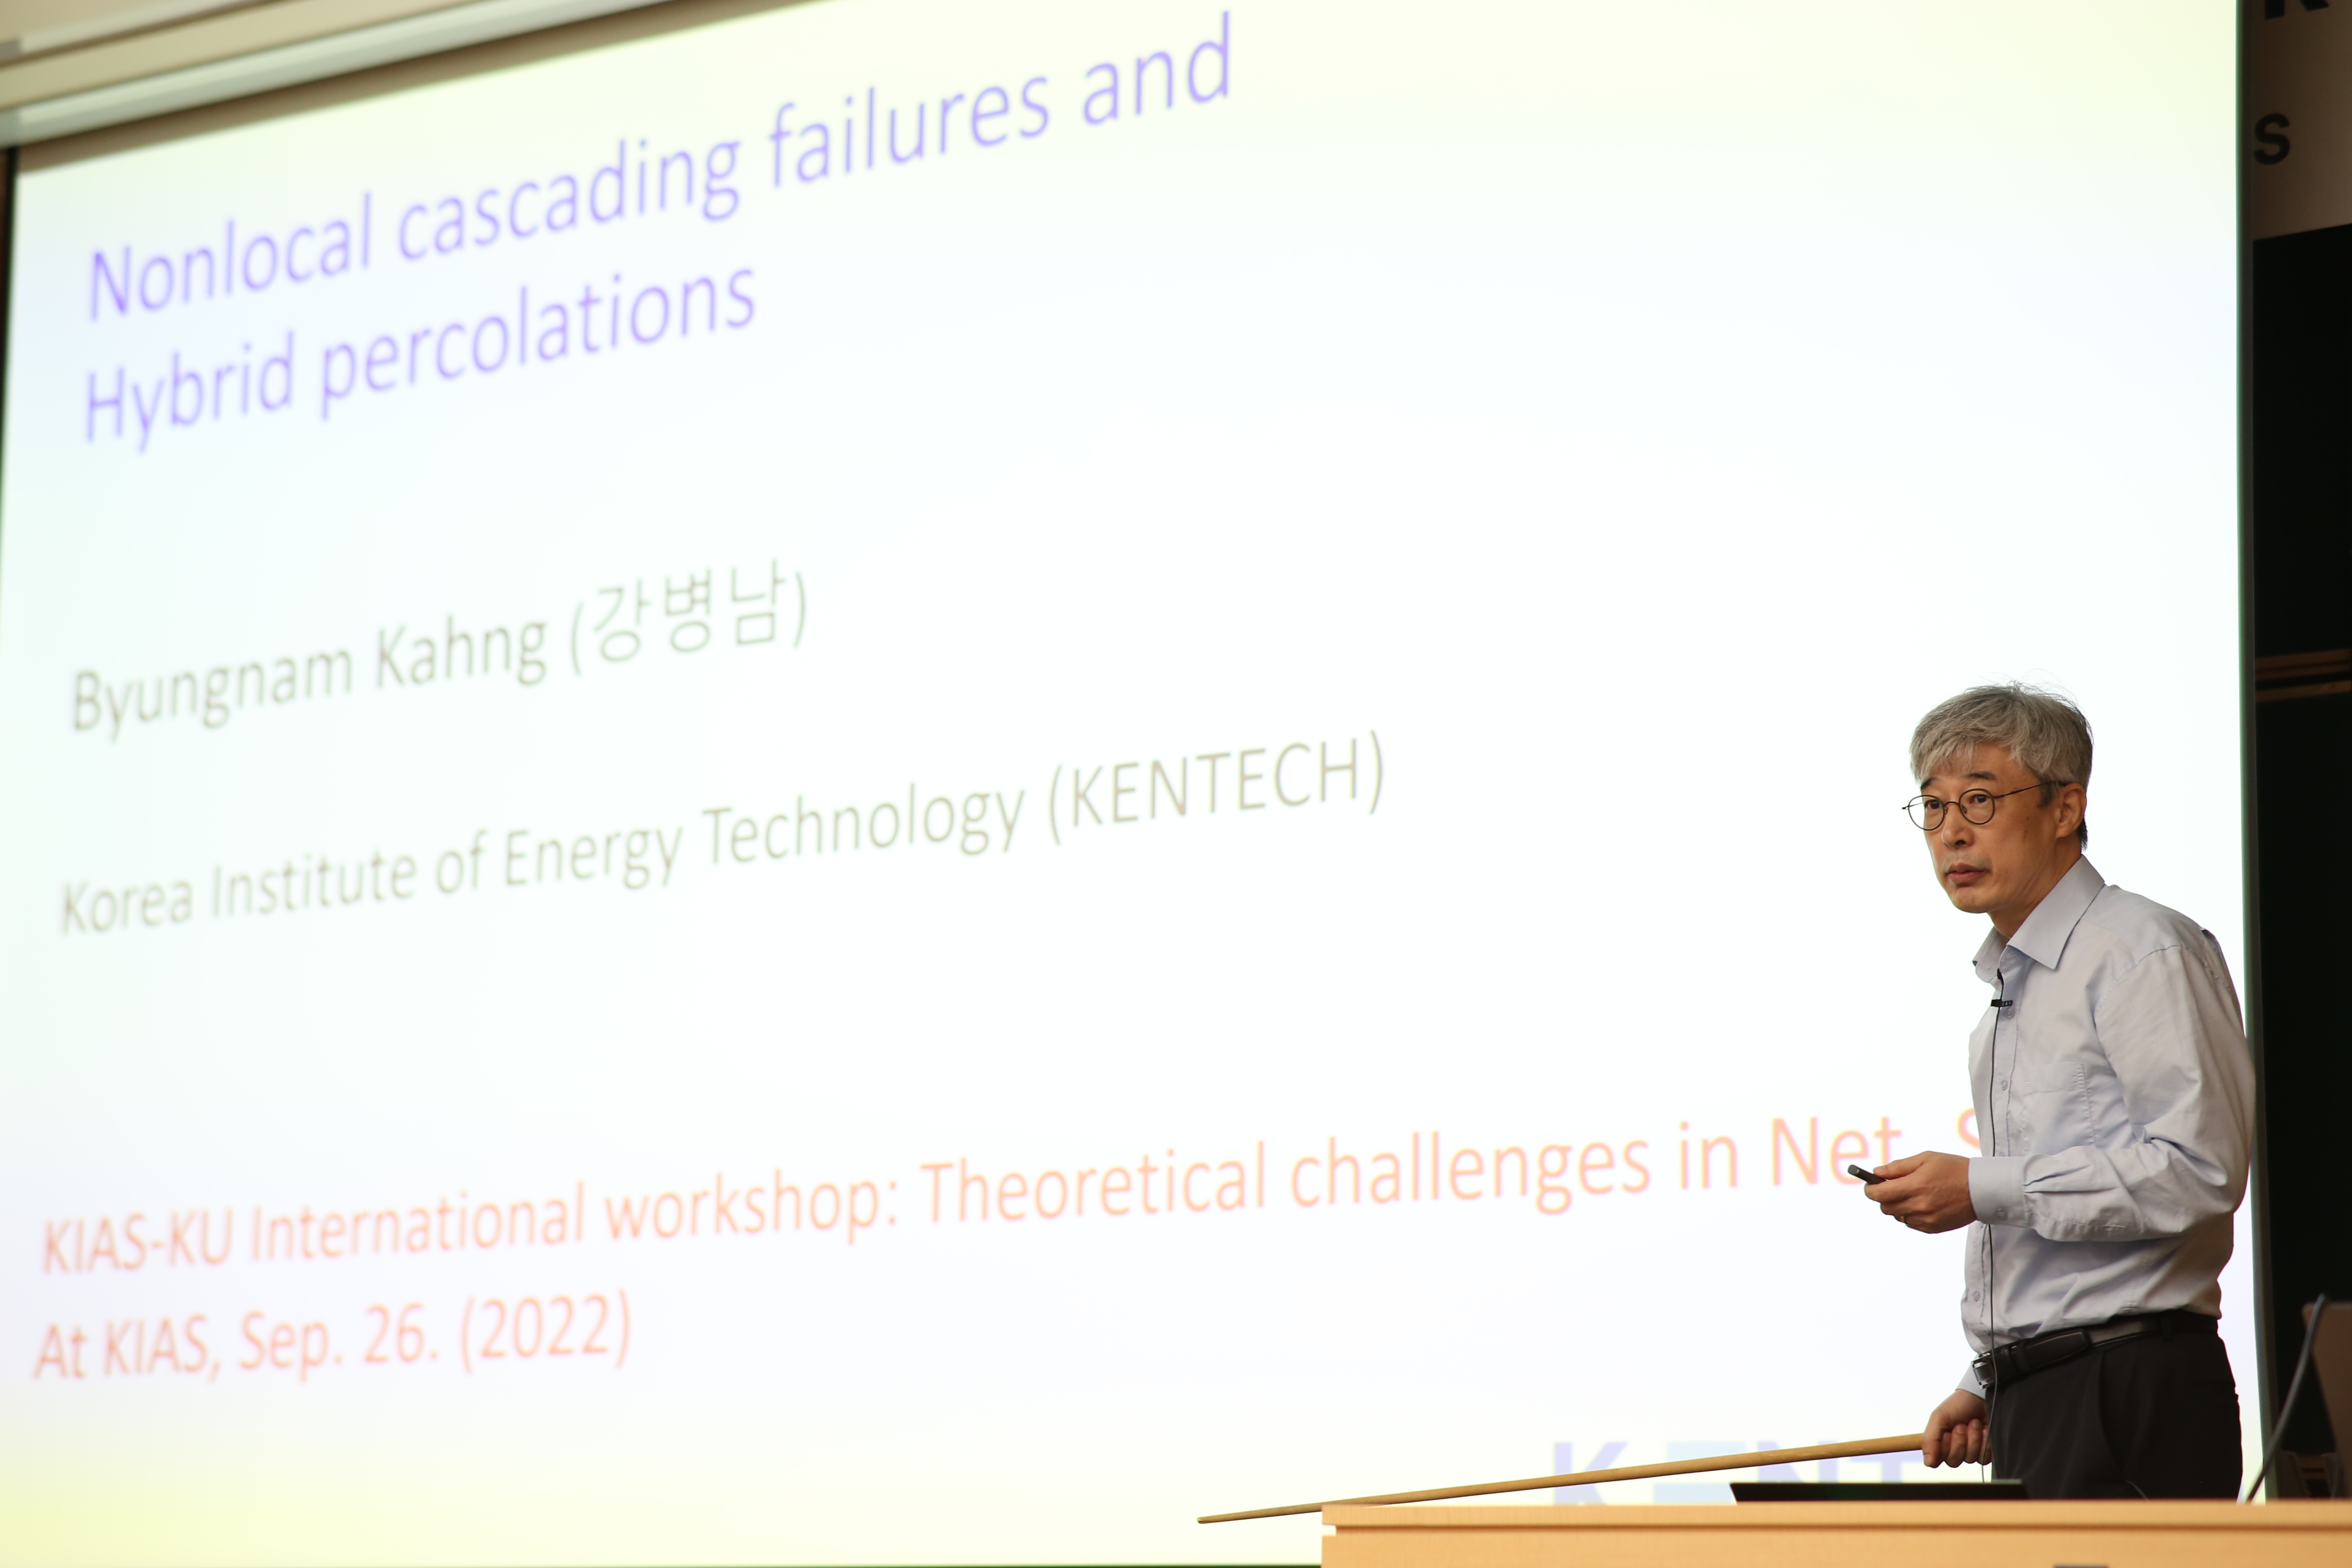 Nonlocal cascading failures and
Hybrid percolations
Byungnam Kahng (강병남)
Korea Institute of Energy Technology (KENTECH)
KIAS-KU International workshop: Theoretical challenges in Net. S
At KIAS, Sep. 26. (2022)
KENT
S